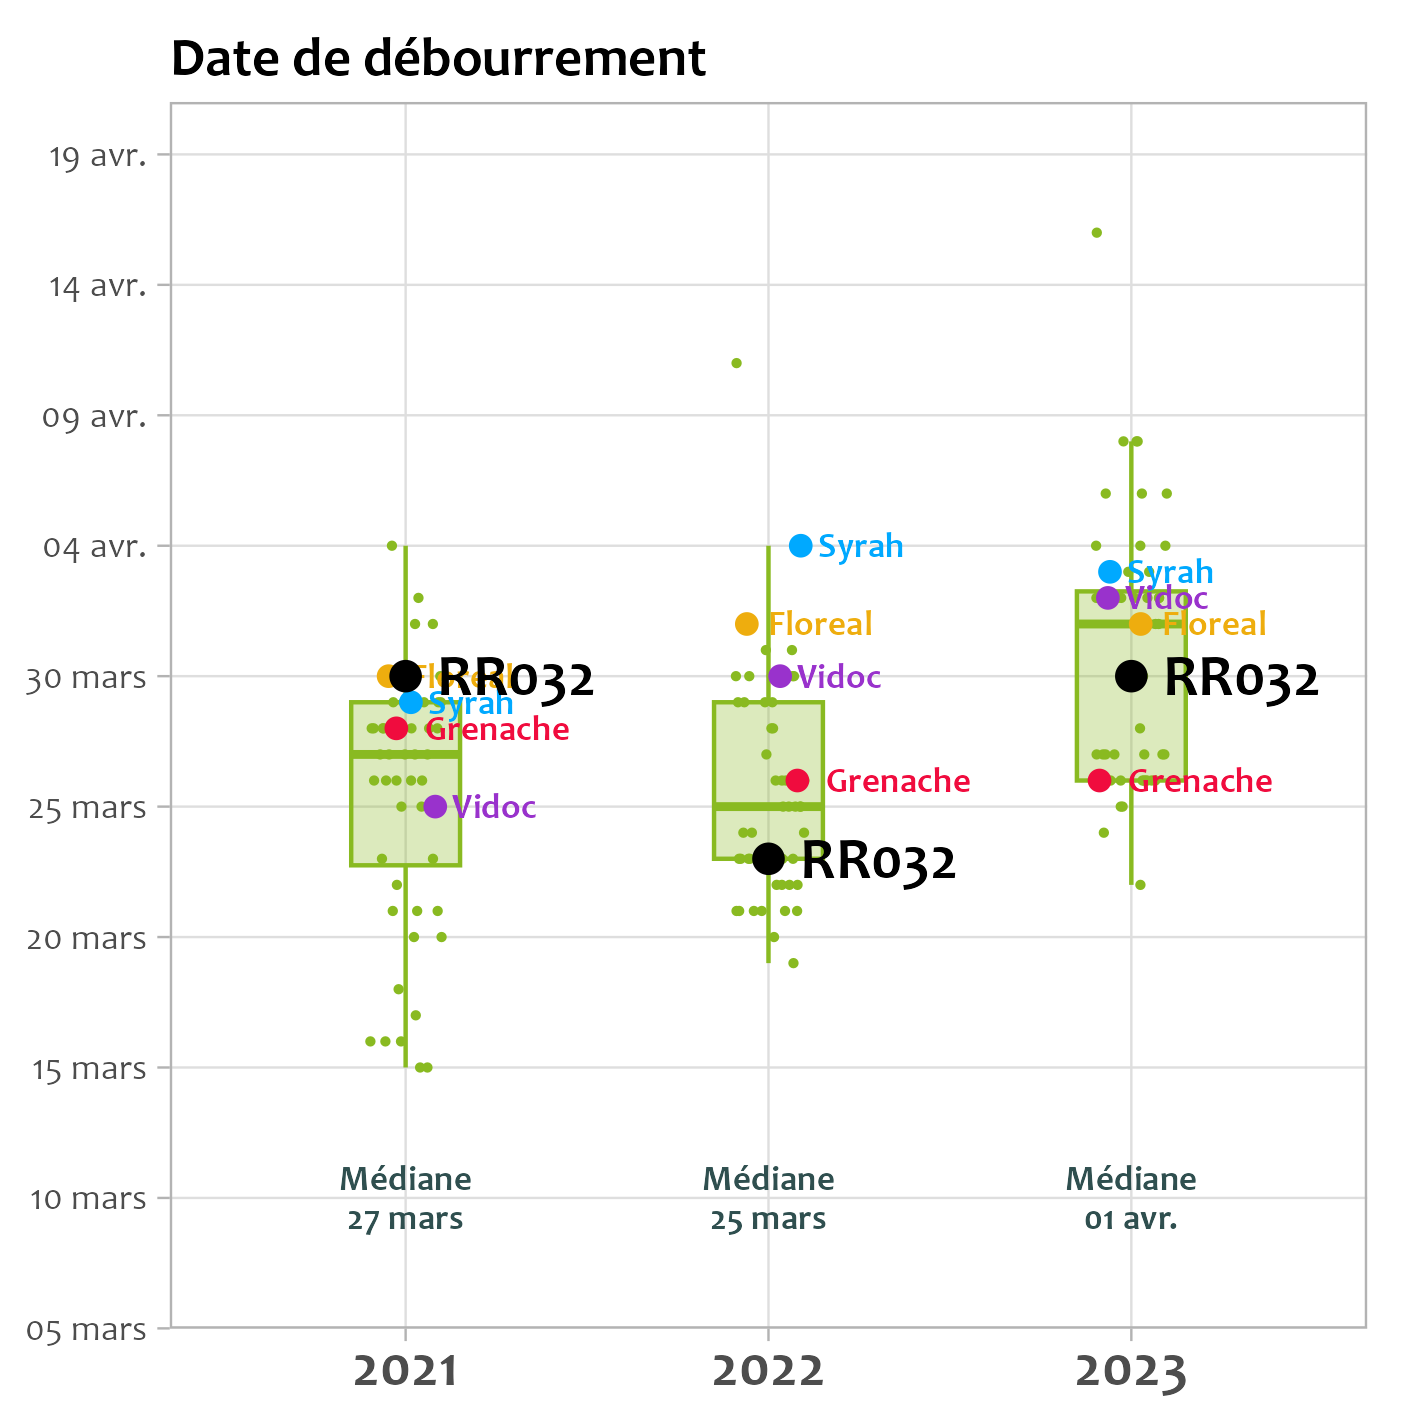 Date de débourrement
19 avr.
14 avr.
09 avr.
04 avr.
30 mars
25 mars
20 mars
15 mars
10 mars
05 mars
Floreal
RR032
Syrah
Grenache
Vidoc
Syrah
Floreal
Vidoc
Grenache
RR032
Syrah
Vidoc
Floreal
RR032
Grenache
Médiane
27 mars
Médiane
25 mars
Médiane
01 avr.
2021
2022
2023